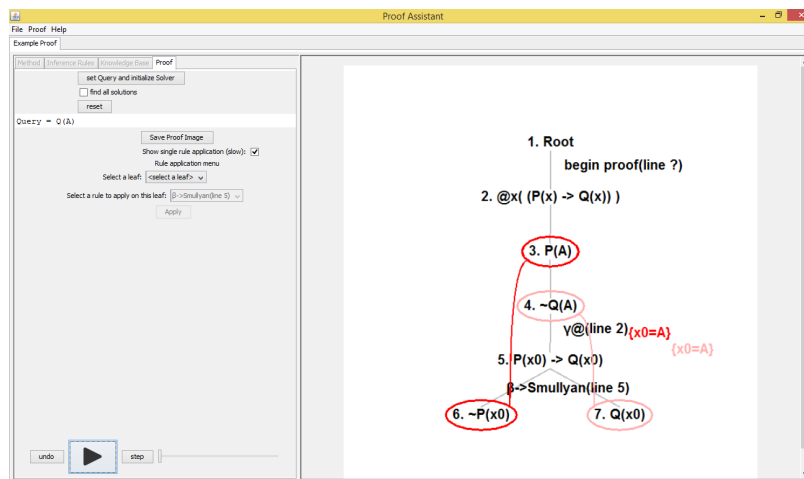 Proof Assistant
File Proof Help
Example Proof
Method Inference Rules Knowledge Base Proof
set Query and initialize Solver
find all solutions
reset
Query = Q(A)
Save Proof Image
Show single rule application (slow):
Rule application menu
Select a leaf: <select a leaf>
Select a rule to apply on this leaf: β->Smullyan(line 5)
Apply
undo step
1. Root
begin proof(line ?)
2. @x( (P(x) -> Q(x)) )
3. P(A)
4. ~Q(A)
γ@(line 2) {x0=A}
{x0=A}
5. P(x0) -> Q(x0)
β->Smullyan(line 5)
6. ~P(x0) 7. Q(x0)